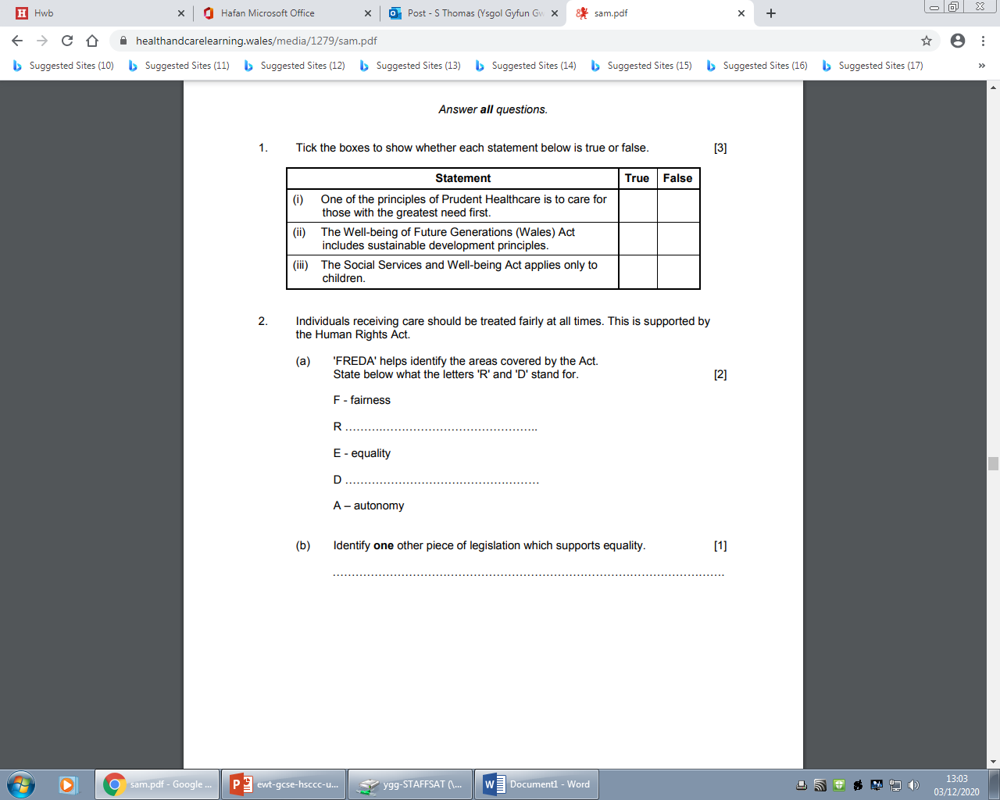 Hwb
Hafan Microsoft Office
Post - S Thomas (Ysgol Gyfun Gw
sam.pdf
healthandcarelearning.wales/media/1279/sam.pdf
Suggested Sites (10)
Suggested Sites (11)
Suggested Sites (12)
Suggested Sites (13)
Suggested Sites (14)
Suggested Sites (15)
Suggested Sites (16)
Suggested Sites (17)
Answer all questions.
1. Tick the boxes to show whether each statement below is true or false. [3]
Statement True False
(i) One of the principles of Prudent Healthcare is to care for
those with the greatest need first.
(ii) The Well-being of Future Generations (Wales) Act
includes sustainable development principles.
(iii) The Social Services and Well-being Act applies only to
children.
2. Individuals receiving care should be treated fairly at all times. This is supported by
the Human Rights Act.
(a) 'FREDA' helps identify the areas covered by the Act.
State below what the letters 'R' and 'D' stand for. [2]
F - fairness
R ……………………………………………..
E - equality
D …………………………………………….
A – autonomy
(b) Identify one other piece of legislation which supports equality. [1]
……………………………………………………………………………………………
sam.pdf - Google ...
ewt-gcse-hsccc-u...
ygg-STAFFSAT (\...
Document1 - Word
13:03
03/12/2020